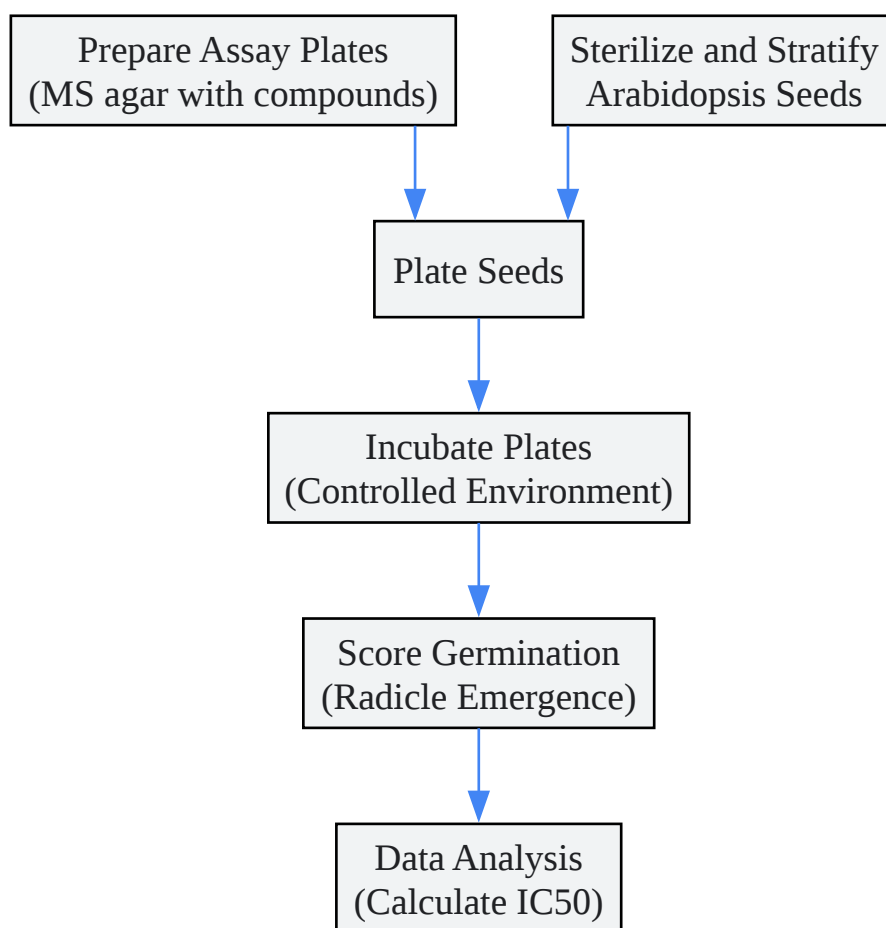 Prepare Assay Plates
(MS agar with compounds)
Sterilize and Stratify
Arabidopsis Seeds
Plate Seeds
Incubate Plates
(Controlled Environment)
Score Germination
(Radicle Emergence)
Data Analysis
(Calculate IC50)